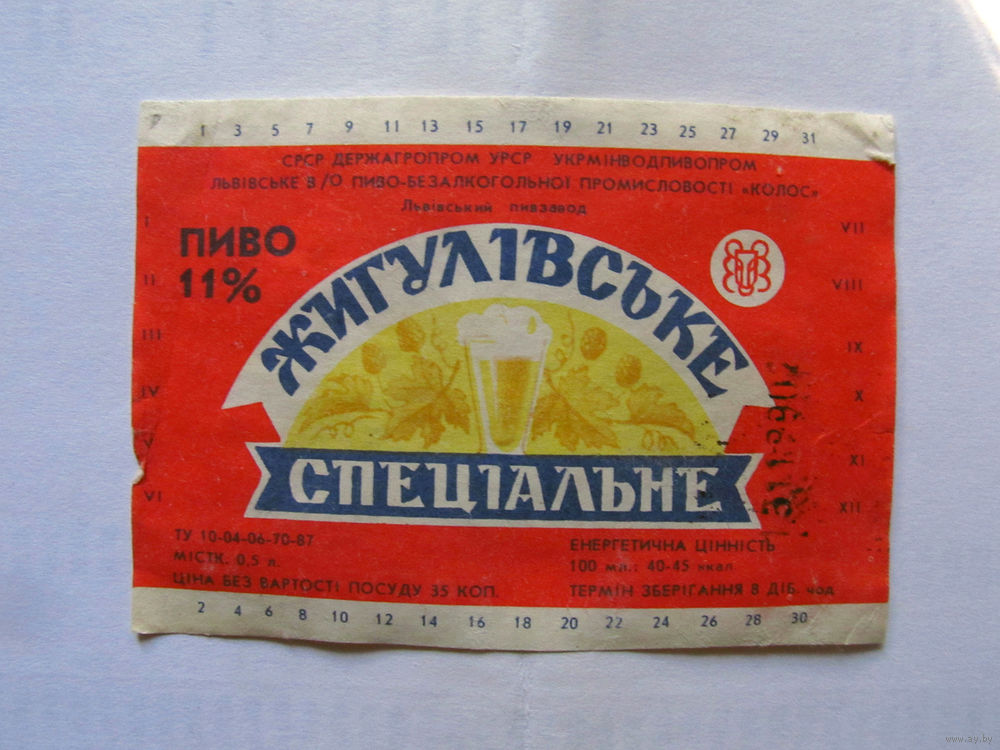 1 3 5 7 9 11 13 15 17 19 21 23 25 27 29 31
СРСР ДЕРЖАГРОПРОМ УРСР УКРМІНВОДПИВОПРОМ
ЛЬВІВСЬКЕ В/О ПИВО-БЕЗАЛКОГОЛЬНОЇ ПРОМИСЛОВОСТІ «КОЛОС»
Львівський пивзавод
ПИВО
11%
ЖИГУЛІВСЬКЕ
СПЕЦІАЛЬНЕ
I
II
III
IV
V
VI
VII
VIII
IX
X
XI
XII
ТУ 10-04-06-70-87
МІСТК. 0,5 л.
ЦІНА БЕЗ ВАРТОСТІ ПОСУДУ 35 КОП.
ЕНЕРГЕТИЧНА ЦІННІСТЬ
100 мл.: 40-45 ккал
ТЕРМІН ЗБЕРІГАННЯ 8 ДІБ.
2 4 6 8 10 12 14 16 18 20 22 24 26 28 30
www.ay.by